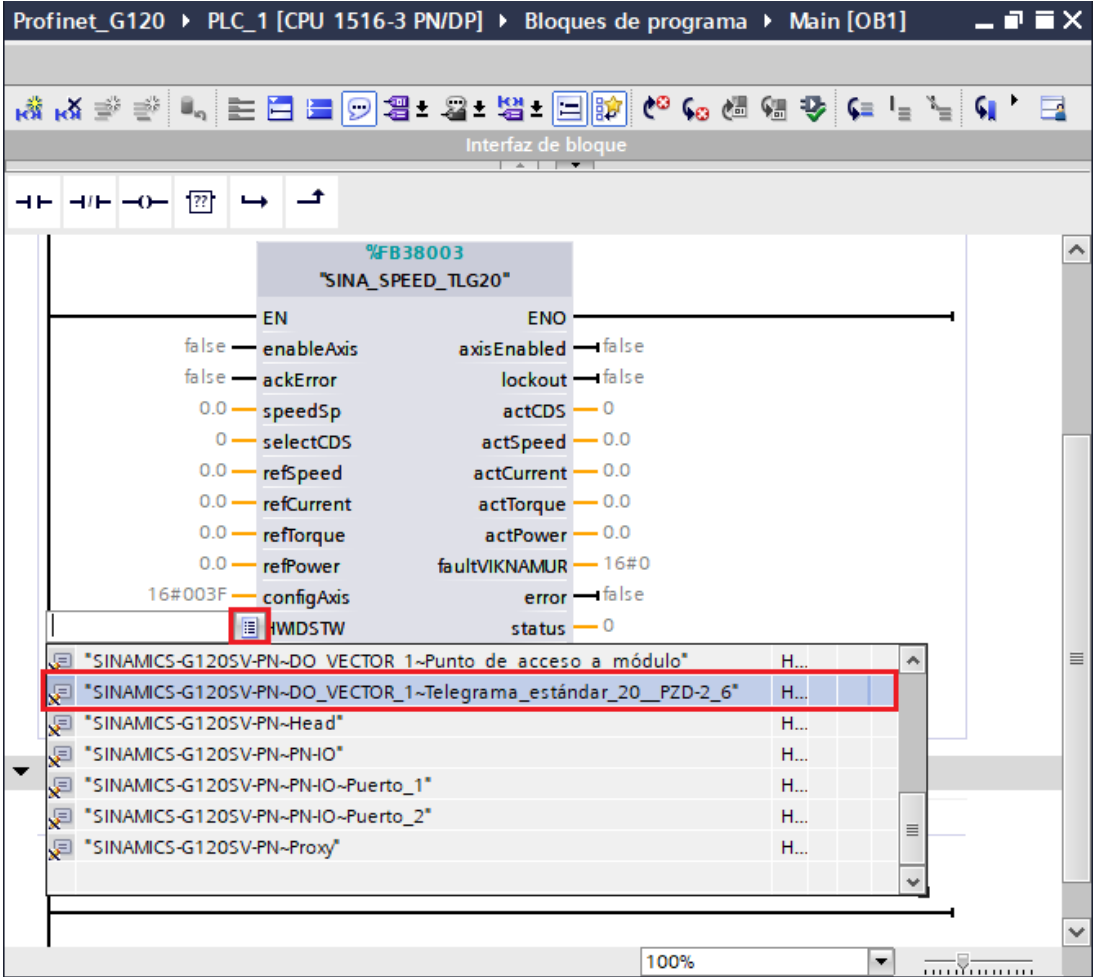 Profinet_G120 ▸ PLC_1 [CPU 1516-3 PN/DP] ▸ Bloques de programa ▸ Main [OB1]
Interfaz de bloque
??
%FB38003
"SINA_SPEED_TLG20"
EN ENO
false enableAxis axisEnabled false
false ackError lockout false
0.0 speedSp actCDS 0
0 selectCDS actSpeed 0.0
0.0 refSpeed actCurrent 0.0
0.0 refCurrent actTorque 0.0
0.0 refTorque actPower 0.0
0.0 refPower faultVIKNAMUR 16#0
16#003F configAxis error false
HWIDSTW status 0
"SINAMICS-G120SV-PN~DO_VECTOR_1~Punto_de_acceso_a_módulo" H...
"SINAMICS-G120SV-PN~DO_VECTOR_1~Telegrama_estándar_20__PZD-2_6" H...
"SINAMICS-G120SV-PN~Head" H...
"SINAMICS-G120SV-PN~PN-IO" H...
"SINAMICS-G120SV-PN~PN-IO~Puerto_1" H...
"SINAMICS-G120SV-PN~PN-IO~Puerto_2" H...
"SINAMICS-G120SV-PN~Proxy" H...
100%